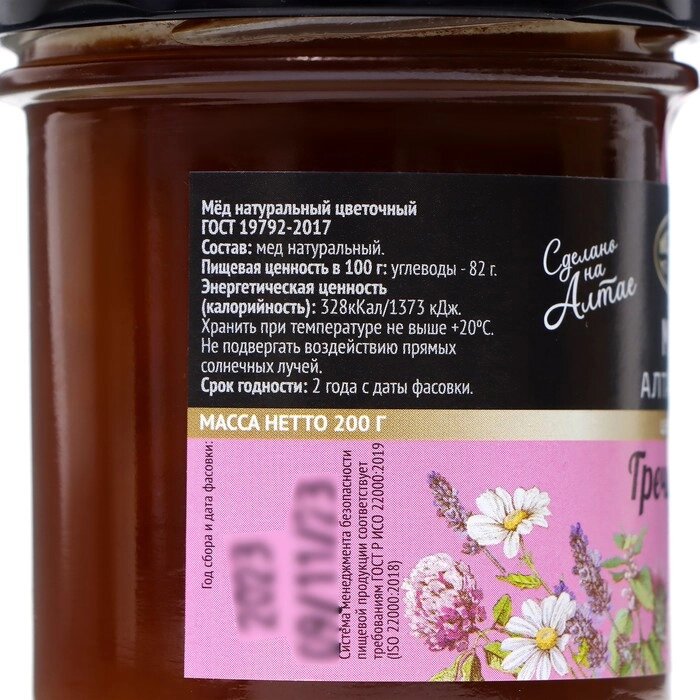 Мёд натуральный цветочный
ГОСТ 19792-2017
Состав: мед натуральный.
Пищевая ценность в 100 г: углеводы - 82 г.
Энергетическая ценность
(калорийность): 328кКал/1373 кДж.
Хранить при температуре не выше +20°С.
Не подвергать воздействию прямых
солнечных лучей.
Срок годности: 2 года с даты фасовки.
МАССА НЕТТО 200 Г
Сделано
на
Алтае
Год сбора и дата фасовки:
2023
Система менеджмента безопасности
пищевой продукции соответствует
требованиям ГОСТ Р ИСО 22000:2019
(ISO 22000:2018)